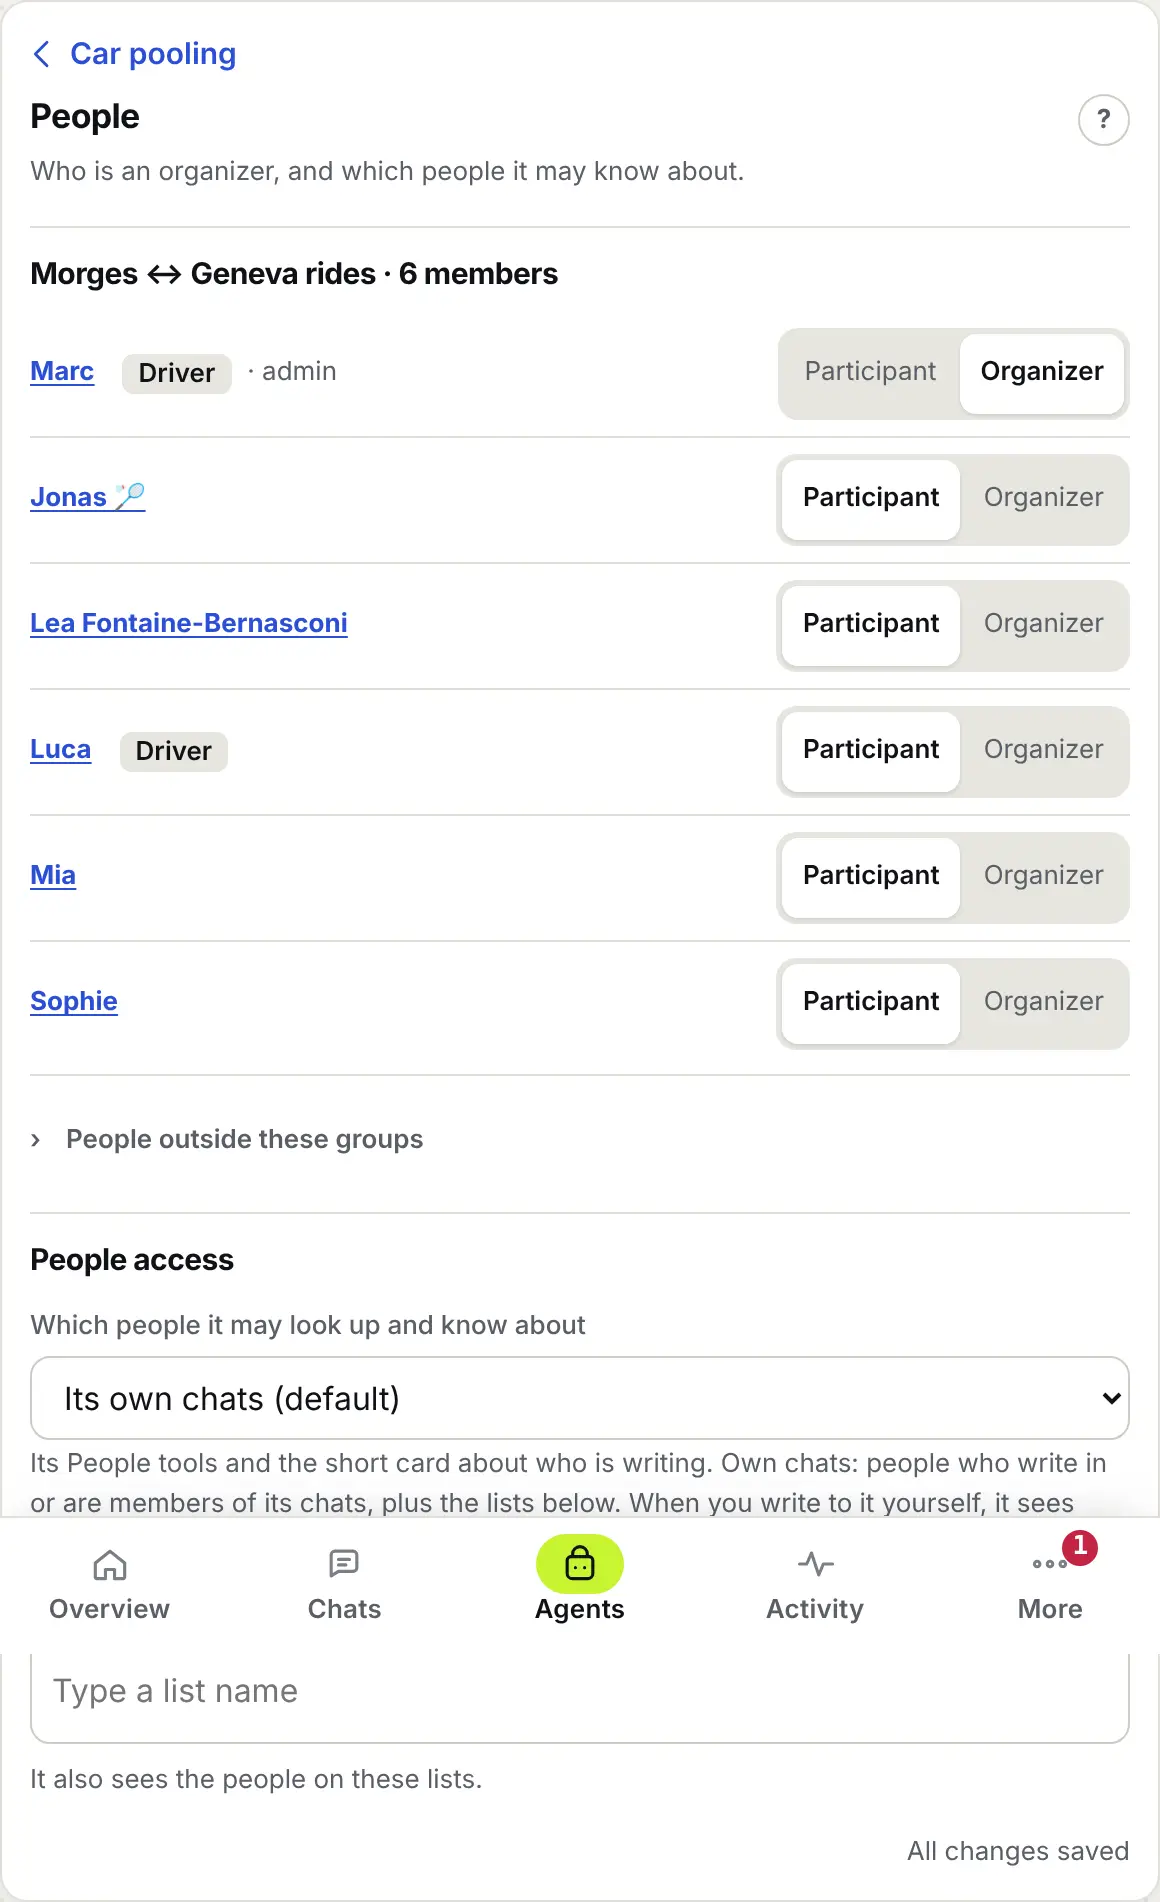 Car pooling
People
?
Who is an organizer, and which people it may know about.
Morges ↔ Geneva rides · 6 members
Marc Driver · admin Participant Organizer
Jonas 🏸 Participant Organizer
Lea Fontaine-Bernasconi Participant Organizer
Luca Driver Participant Organizer
Mia Participant Organizer
Sophie Participant Organizer
› People outside these groups
People access
Which people it may look up and know about
Its own chats (default)
Its People tools and the short card about who is writing. Own chats: people who write in
or are members of its chats, plus the lists below. When you write to it yourself, it sees
1
Overview Chats Agents Activity More
Type a list name
It also sees the people on these lists.
All changes saved